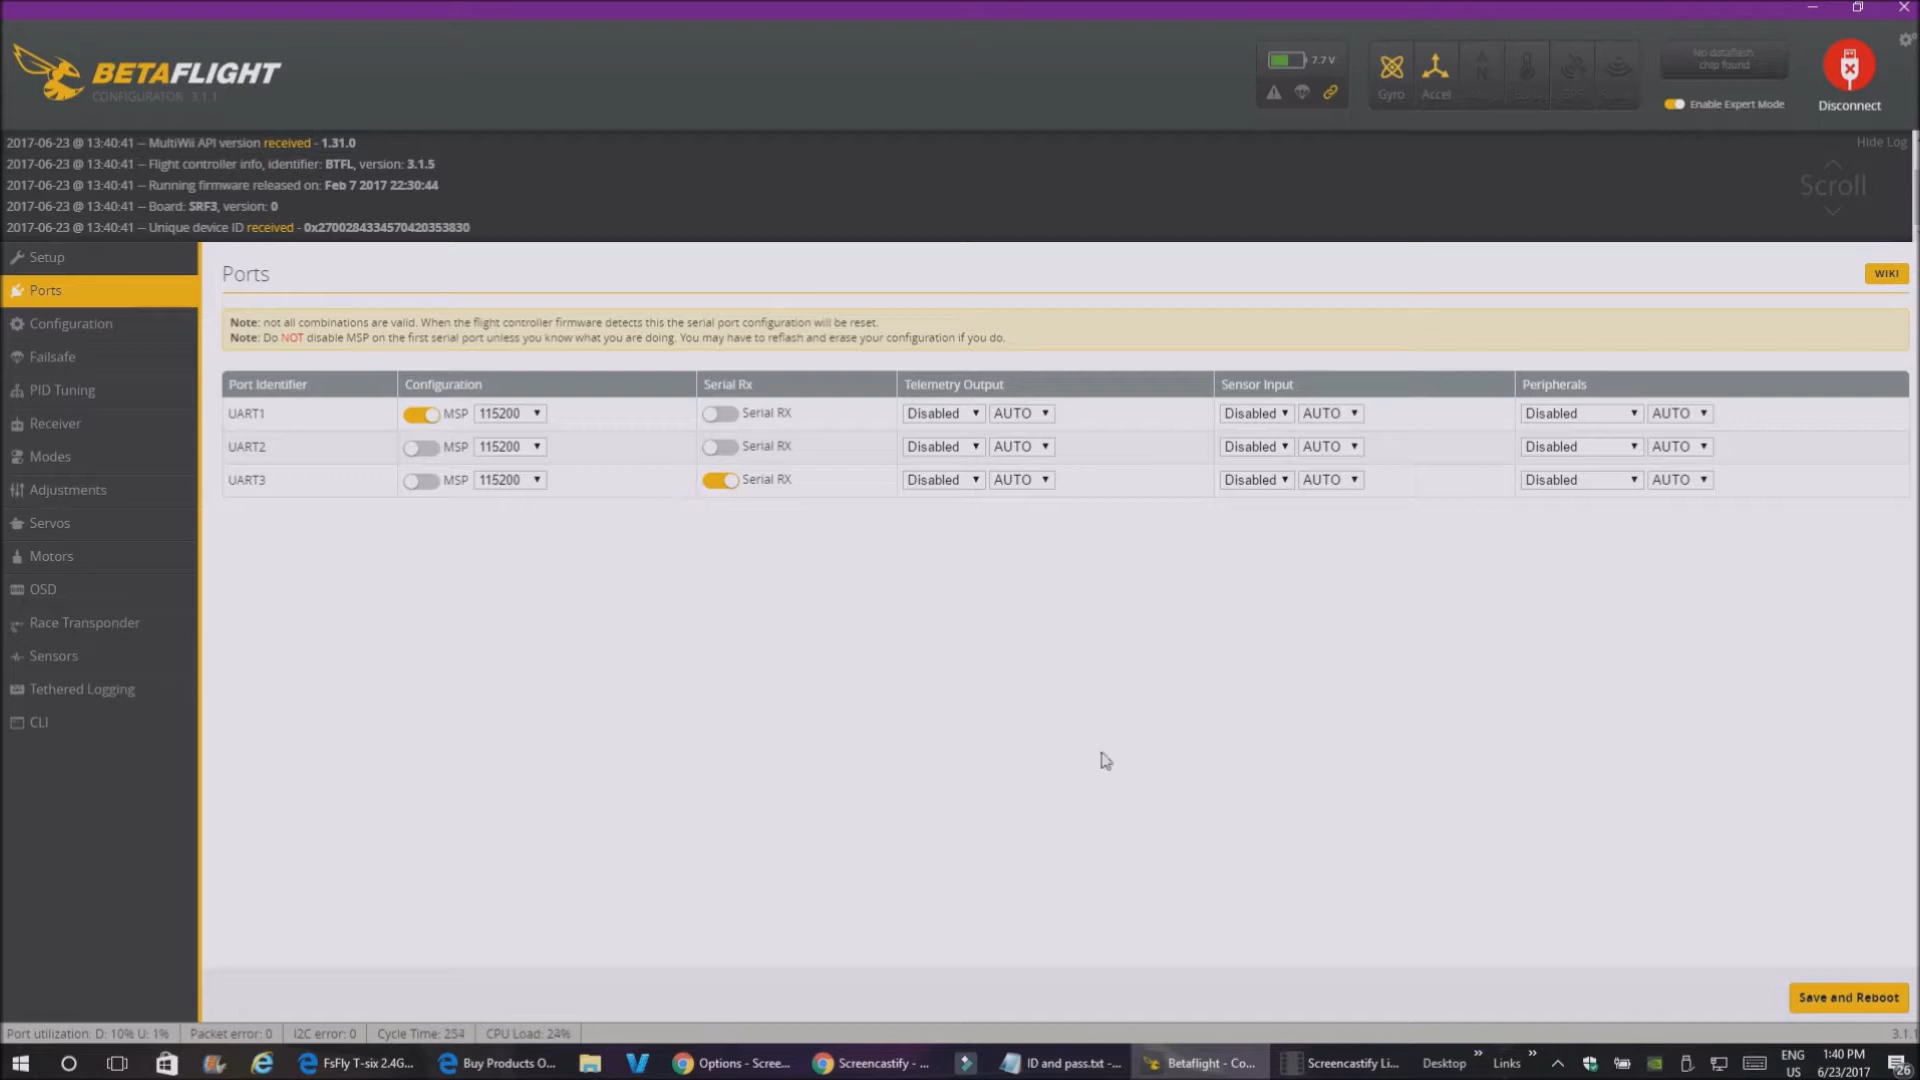 BETAFLIGHT
CONFIGURATOR 3.1.1
7.7 V
Gyro
Accel
No dataflash
chip found
Enable Expert Mode
Disconnect
2017-06-23 @ 13:40:41 -- MultiWii API version received - 1.31.0
Hide Log
2017-06-23 @ 13:40:41 -- Flight controller info, identifier: BTFL, version: 3.1.5
2017-06-23 @ 13:40:41 -- Running firmware released on: Feb 7 2017 22:30:44
Scroll
2017-06-23 @ 13:40:41 -- Board: SRF3, version: 0
2017-06-23 @ 13:40:41 -- Unique device ID received - 0x2700284334570420353830
Setup
Ports
Configuration
Failsafe
PID Tuning
Receiver
Modes
Adjustments
Servos
Motors
OSD
Race Transponder
Sensors
Tethered Logging
CLI
Ports
WIKI
Note: not all combinations are valid. When the flight controller firmware detects this the serial port configuration will be reset.
Note: Do NOT disable MSP on the first serial port unless you know what you are doing. You may have to reflash and erase your configuration if you do.
Port Identifier Configuration Serial Rx Telemetry Output Sensor Input Peripherals
UART1 MSP 115200 Serial RX Disabled AUTO Disabled AUTO Disabled AUTO
UART2 MSP 115200 Serial RX Disabled AUTO Disabled AUTO Disabled AUTO
UART3 MSP 115200 Serial RX Disabled AUTO Disabled AUTO Disabled AUTO
Save and Reboot
Port utilization: D: 10% U: 1% Packet error: 0 I2C error: 0 Cycle Time: 254 CPU Load: 24%
3.1.1
FsFly T-six 2.4G...
Buy Products O...
Options - Scree...
Screencastify - ...
ID and pass.txt -...
Betaflight - Co...
Screencastify Li...
Desktop
Links
ENG
US
1:40 PM
6/23/2017
26